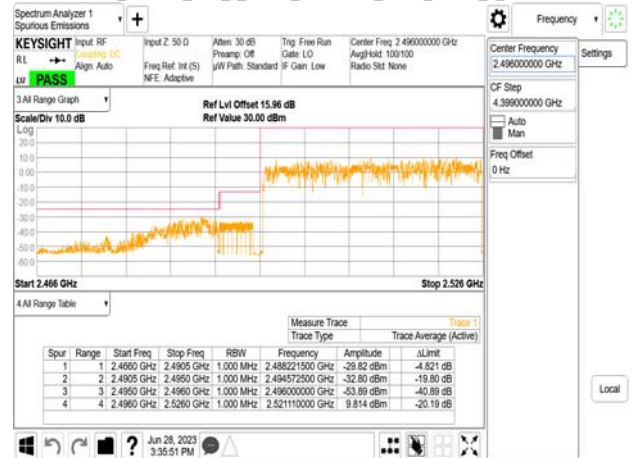 Spectrum Analyzer 1
Spurious Emissions
Frequency
KEYSIGHT Input: RF Input Z: 50 Ω Atten: 30 dB Trig: Free Run Center Freq: 2.496000000 GHz
RL Coupling: DC Preamp: Off Gate: LO Avg|Hold: 100/100
Align: Auto Freq Ref: Int (S) µW Path: Standard IF Gain: Low Radio Std: None
NFE: Adaptive
PASS
Center Frequency
2.496000000 GHz
Settings
CF Step
4.399000000 GHz
Auto
Man
Freq Offset
0 Hz
3 All Range Graph
Ref Lvl Offset 15.96 dB
Scale/Div 10.0 dB Ref Value 30.00 dBm
Log
20.0
10.0
0.00
-10.0
-20.0
-30.0
-40.0
-50.0
-60.0
Start 2.466 GHz Stop 2.526 GHz
4 All Range Table
Measure Trace Trace 1
Trace Type Trace Average (Active)
Spur Range Start Freq Stop Freq RBW Frequency Amplitude ΔLimit
1 1 2.4660 GHz 2.4905 GHz 1.000 MHz 2.488221500 GHz -29.82 dBm -4.821 dB
2 2 2.4905 GHz 2.4950 GHz 1.000 MHz 2.494572500 GHz -32.80 dBm -19.80 dB
3 3 2.4950 GHz 2.4960 GHz 1.000 MHz 2.496000000 GHz -53.89 dBm -40.89 dB
4 4 2.4960 GHz 2.5260 GHz 1.000 MHz 2.521110000 GHz 9.814 dBm -20.19 dB
Local
Jun 28, 2023
3:35:51 PM